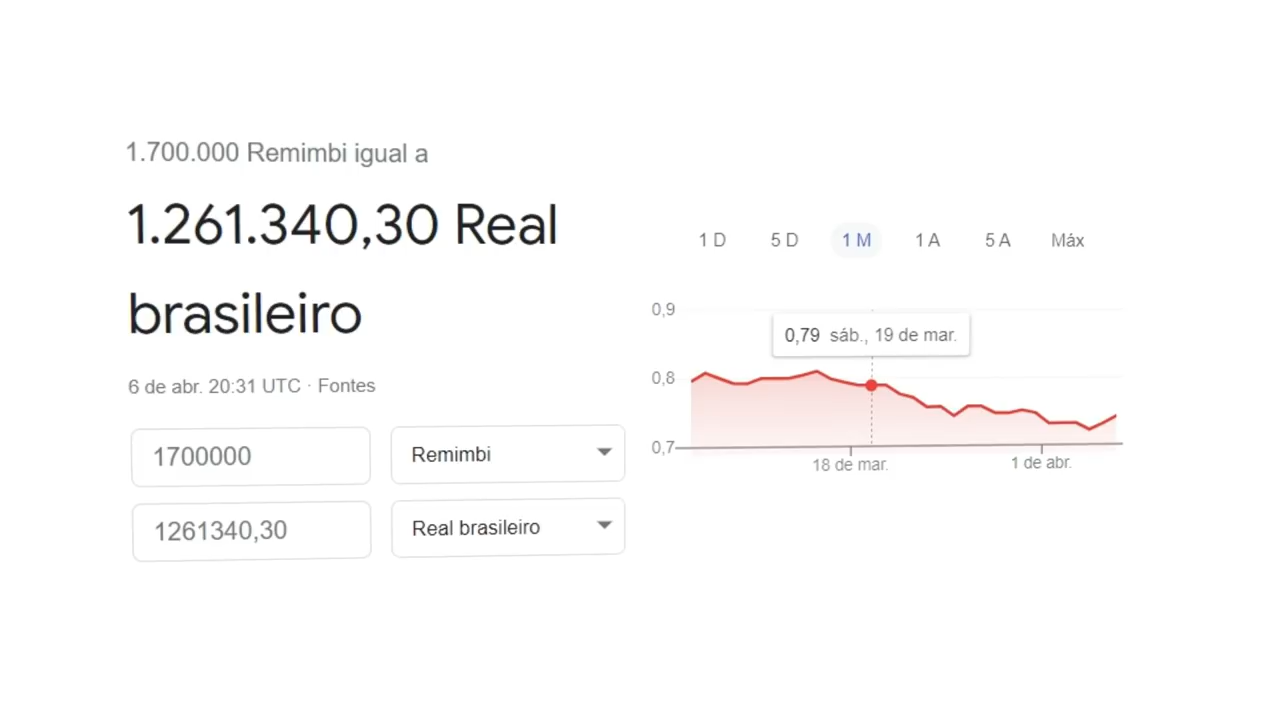 1.700.000 Remimbi igual a
1.261.340,30 Real
brasileiro
6 de abr. 20:31 UTC · Fontes
1700000
Remimbi
1261340,30
Real brasileiro
1 D
5 D
1 M
1 A
5 A
Máx
0,9
0,79 sáb., 19 de mar.
0,8
0,7
18 de mar.
1 de abr.